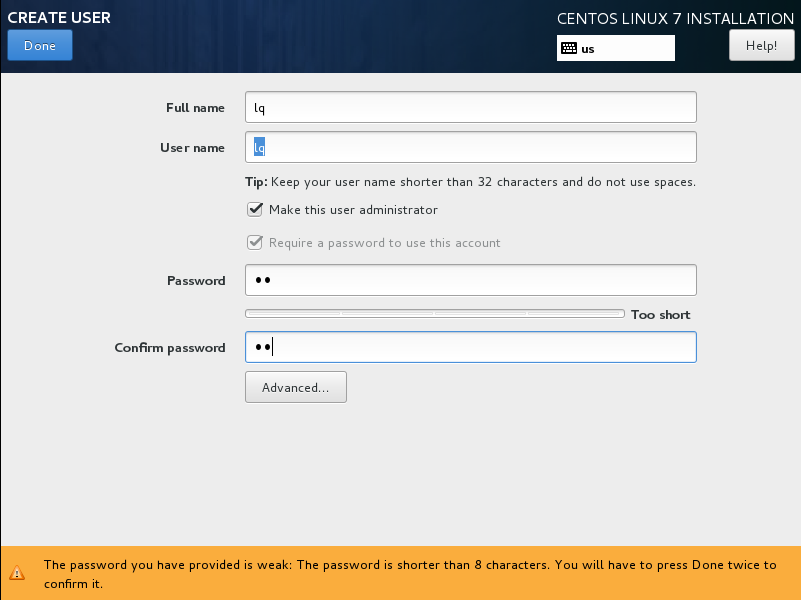 CREATE USER
CENTOS LINUX 7 INSTALLATION
Done
us
Help!
Full name
lq
User name
lq
Tip: Keep your user name shorter than 32 characters and do not use spaces.
Make this user administrator
Require a password to use this account
Password
••
Too short
Confirm password
••
Advanced...
The password you have provided is weak: The password is shorter than 8 characters. You will have to press Done twice to
confirm it.